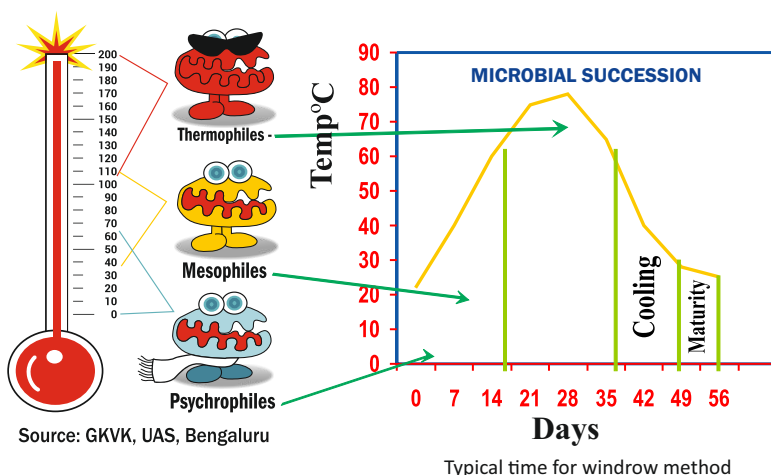 200
190
180
170
160
150
140
130
120
110
100
90
80
70
60
50
40
30
20
10
0
Thermophiles -
Mesophiles
Psychrophiles
Source: GKVK, UAS, Bengaluru
MICROBIAL SUCCESSION
Temp°C
90
80
70
60
50
40
30
20
10
0
Cooling
Maturity
0 7 14 21 28 35 42 49 56
Days
Typical time for windrow method